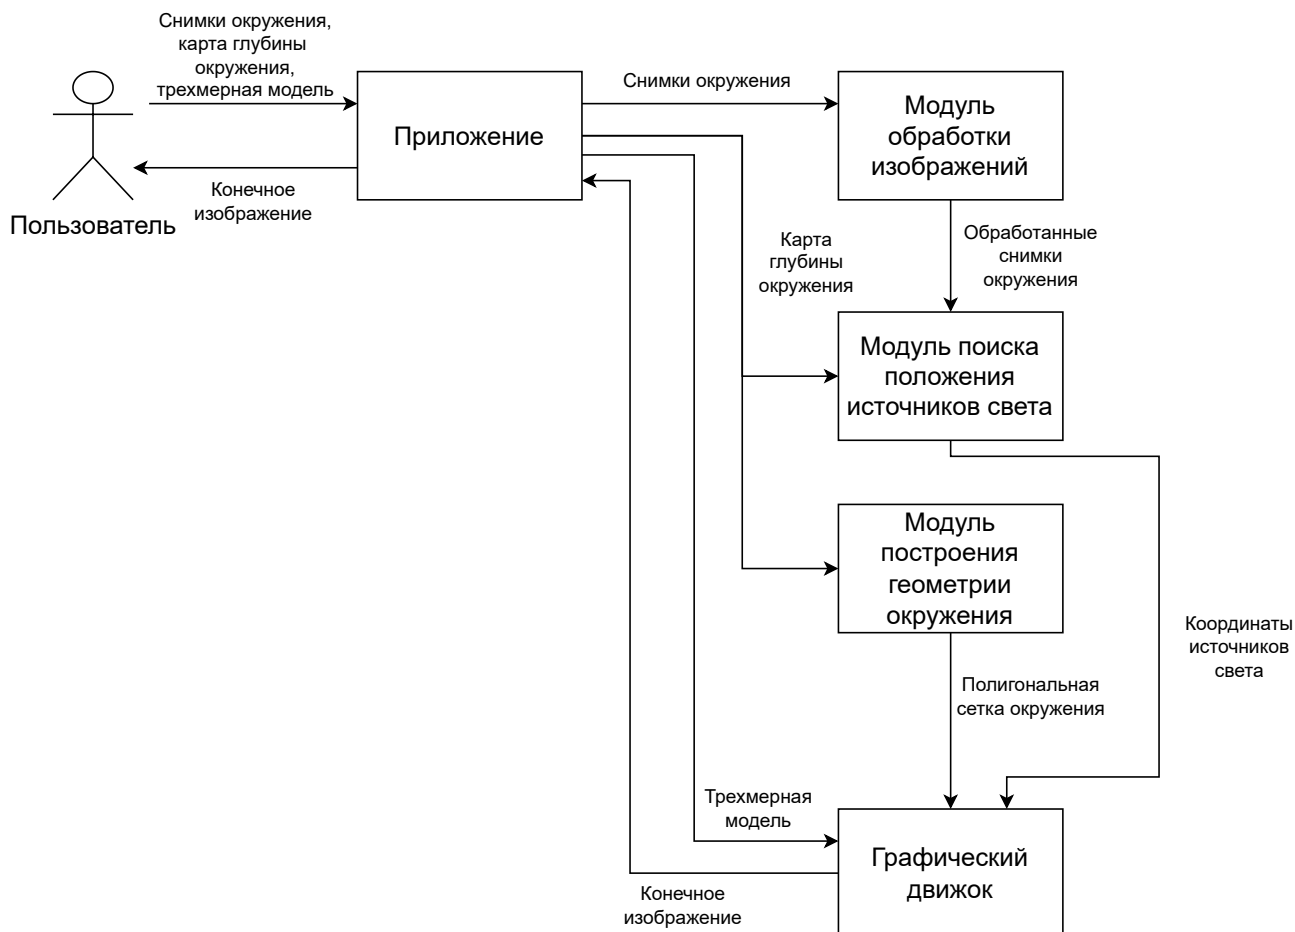 Снимки окружения,
карта глубины
окружения,
трехмерная модель
Приложение
Снимки окружения
Модуль
обработки
изображений
Конечное
изображение
Пользователь
Карта
глубины
окружения
Обработанные
снимки
окружения
Модуль поиска
положения
источников света
Модуль
построения
геометрии
окружения
Координаты
источников
света
Полигональная
сетка окружения
Трехмерная
модель
Графический
движок
Конечное
изображение